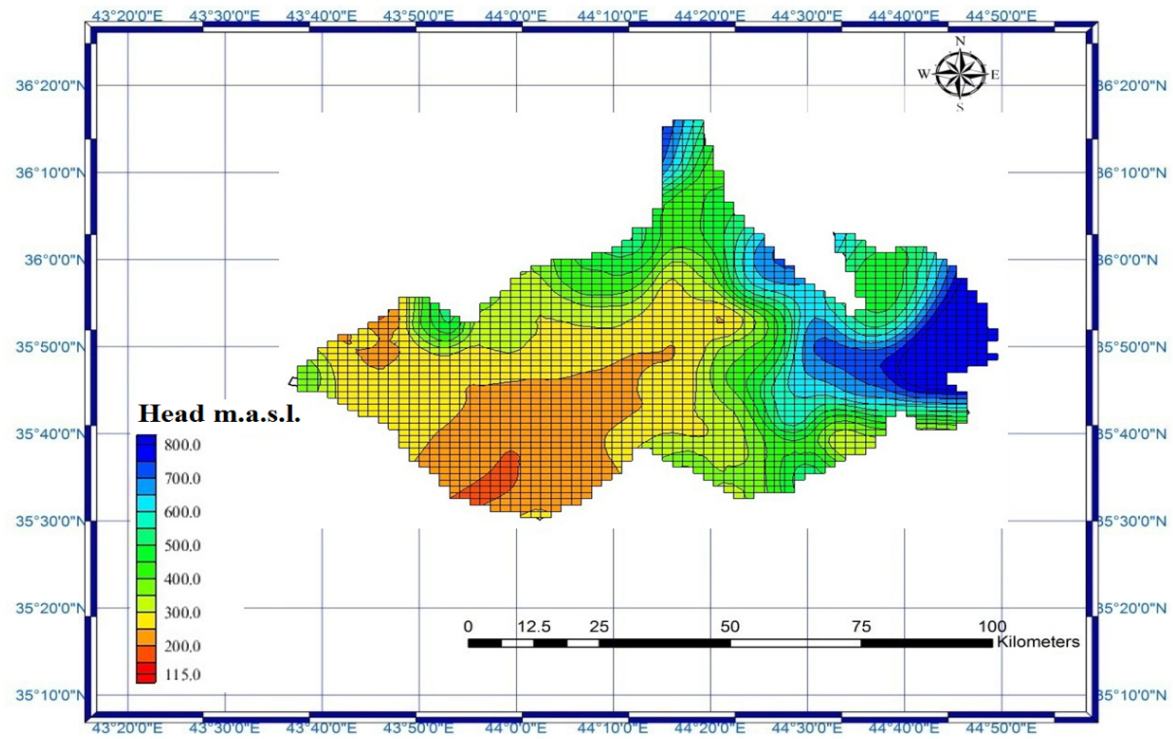 43°20'0"E 43°30'0"E 43°40'0"E 43°50'0"E 44°0'0"E 44°10'0"E 44°20'0"E 44°30'0"E 44°40'0"E 44°50'0"E
N
W E
S
36°20'0"N 36°20'0"N
36°10'0"N 36°10'0"N
36°0'0"N 36°0'0"N
35°50'0"N 35°50'0"N
Head m.a.s.l.
35°40'0"N 35°40'0"N
800.0
700.0
600.0
500.0
400.0
300.0
200.0
115.0
35°30'0"N 35°30'0"N
35°20'0"N 35°20'0"N
0 12.5 25 50 75 100
Kilometers
35°10'0"N 35°10'0"N
43°20'0"E 43°30'0"E 43°40'0"E 43°50'0"E 44°0'0"E 44°10'0"E 44°20'0"E 44°30'0"E 44°40'0"E 44°50'0"E